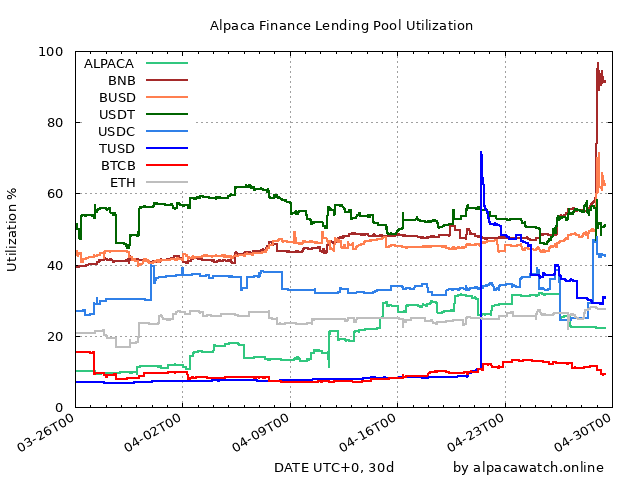 Alpaca Finance Lending Pool Utilization
100
80
60
40
20
0
Utilization %
ALPACA
BNB
BUSD
USDT
USDC
TUSD
BTCB
ETH
03-26T00
04-02T00
04-09T00
04-16T00
04-23T00
04-30T00
DATE UTC+0, 30d
by alpacawatch.online